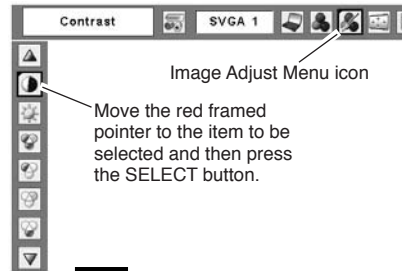 Contrast
SVGA 1
Image Adjust Menu icon
Move the red framed
pointer to the item to be
selected and then press
the SELECT button.